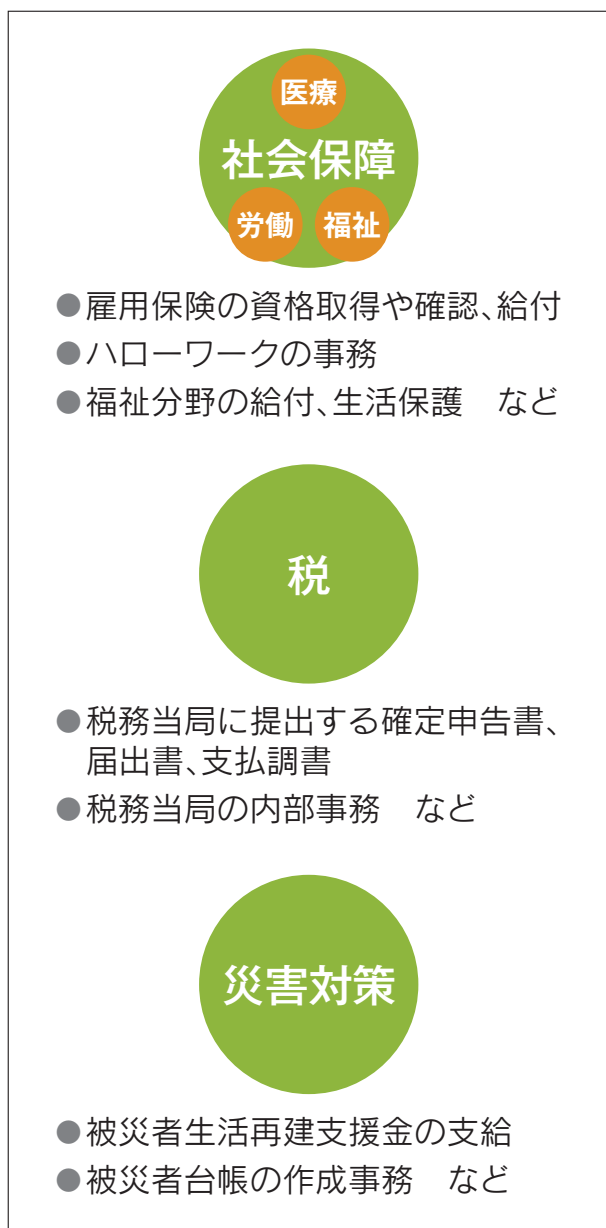 医療
社会保障
労働 福祉
●雇用保険の資格取得や確認、給付
●ハローワークの事務
●福祉分野の給付、生活保護　など
税
●税務当局に提出する確定申告書、
届出書、支払調書
●税務当局の内部事務　など
災害対策
●被災者生活再建支援金の支給
●被災者台帳の作成事務　など